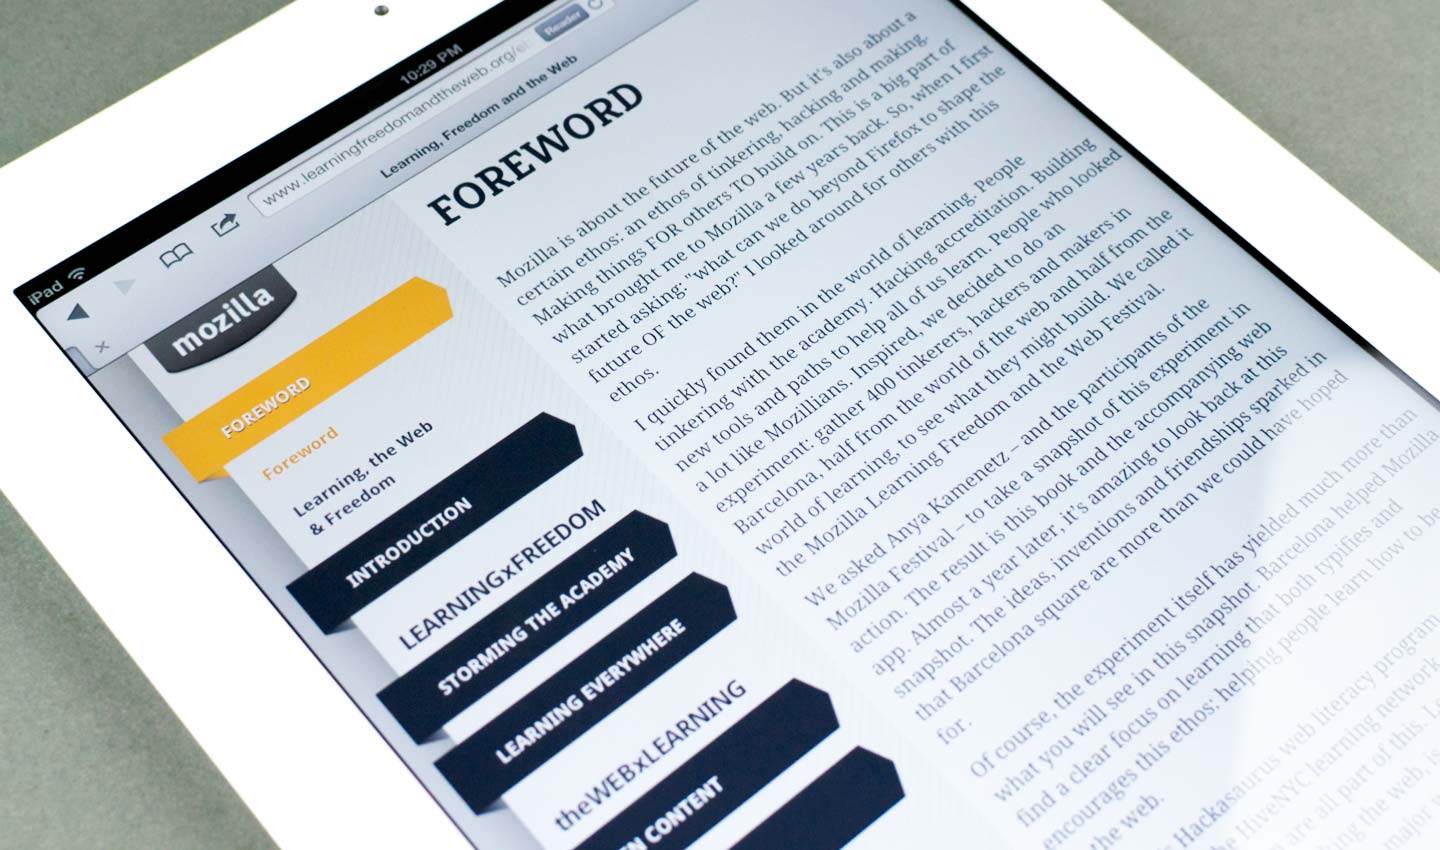 iPad
10:29 PM
www.learningfreedomandtheweb.org/e
Reader
Learning, Freedom and the Web
mozilla
FOREWORD
Foreword
Learning, the Web
& Freedom
INTRODUCTION
LEARNINGxFREEDOM
STORMING THE ACADEMY
LEARNING EVERYWHERE
theWEBxLEARNING
EN CONTENT
FOREWORD
Mozilla is about the future of the web. But it's also about a
certain ethos: an ethos of tinkering, hacking and making.
Making things FOR others TO build on. This is a big part of
what brought me to Mozilla a few years back. So, when I first
started asking: "what can we do beyond Firefox to shape the
future OF the web?" I looked around for others with this
ethos.
I quickly found them in the world of learning. People
tinkering with the academy. Hacking accreditation. Building
new tools and paths to help all of us learn. People who looked
a lot like Mozillians. Inspired, we decided to do an
experiment: gather 400 tinkerers, hackers and makers in
Barcelona, half from the world of the web and half from the
world of learning, to see what they might build. We called it
the Mozilla Learning Freedom and the Web Festival.
We asked Anya Kamenetz – and the participants of the
Mozilla Festival – to take a snapshot of this experiment in
action. The result is this book and the accompanying web
app. Almost a year later, it's amazing to look back at this
snapshot. The ideas, inventions and friendships sparked in
that Barcelona square are more than we could have hoped
for.
Of course, the experiment itself has yielded much more than
what you will see in this snapshot. Barcelona helped Mozilla
find a clear focus on learning that both typifies and
encourages this ethos: helping people learn how to be
the web.
s Hackasaurus web literacy program
the HiveNYC learning network
are all part of this. I
the web. is
major